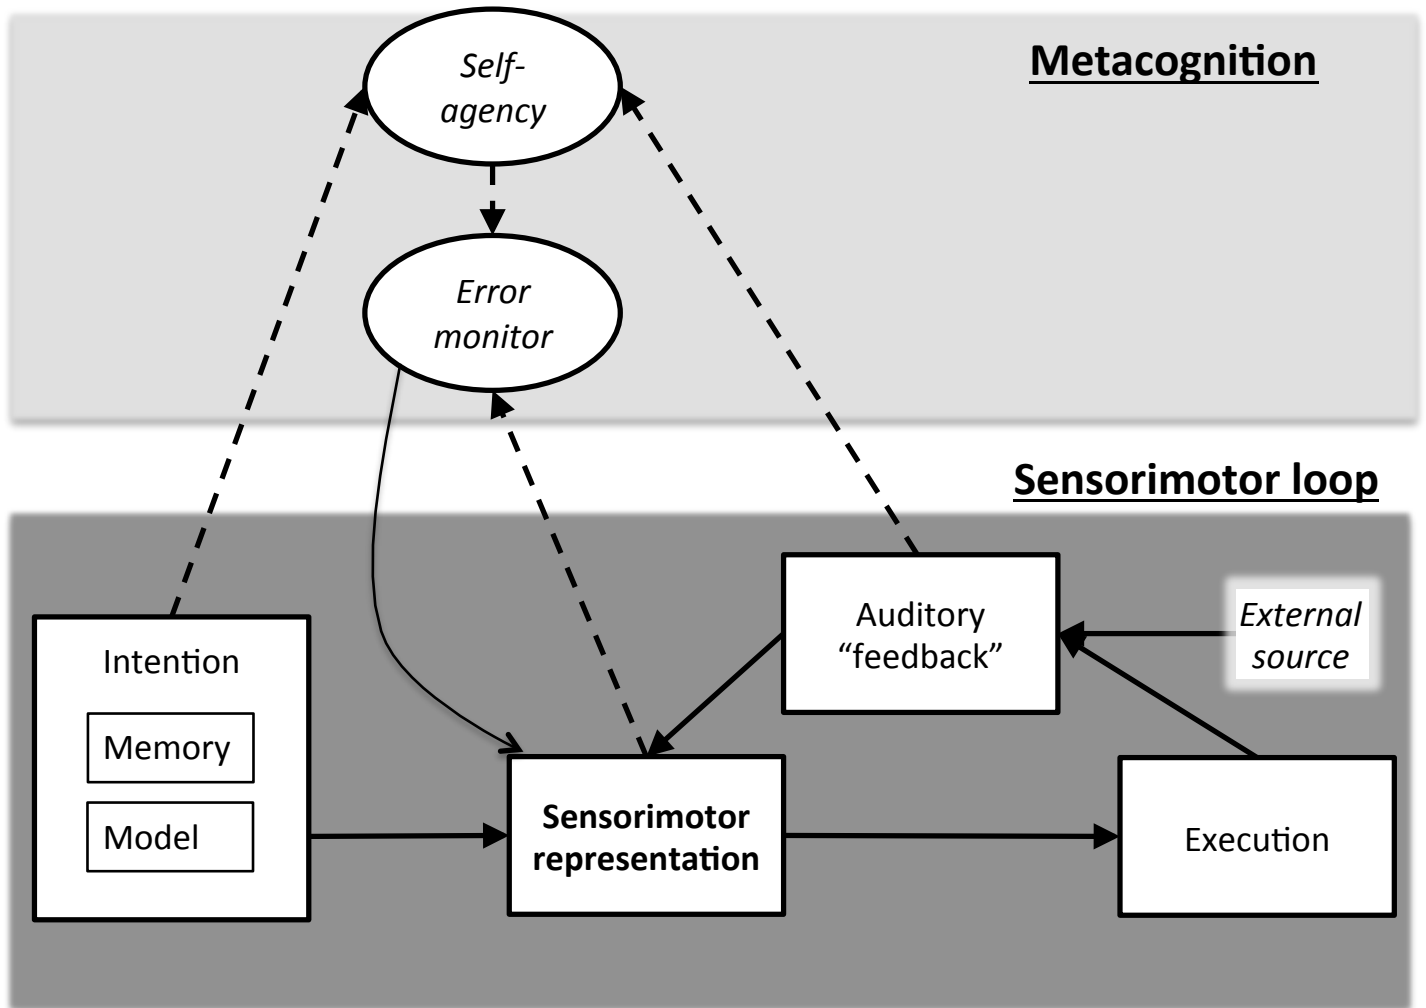 Metacognition
Self-
agency
Error
monitor
Sensorimotor loop
Intention
Memory
Model
Auditory
“feedback”
External
source
Sensorimotor
representation
Execution